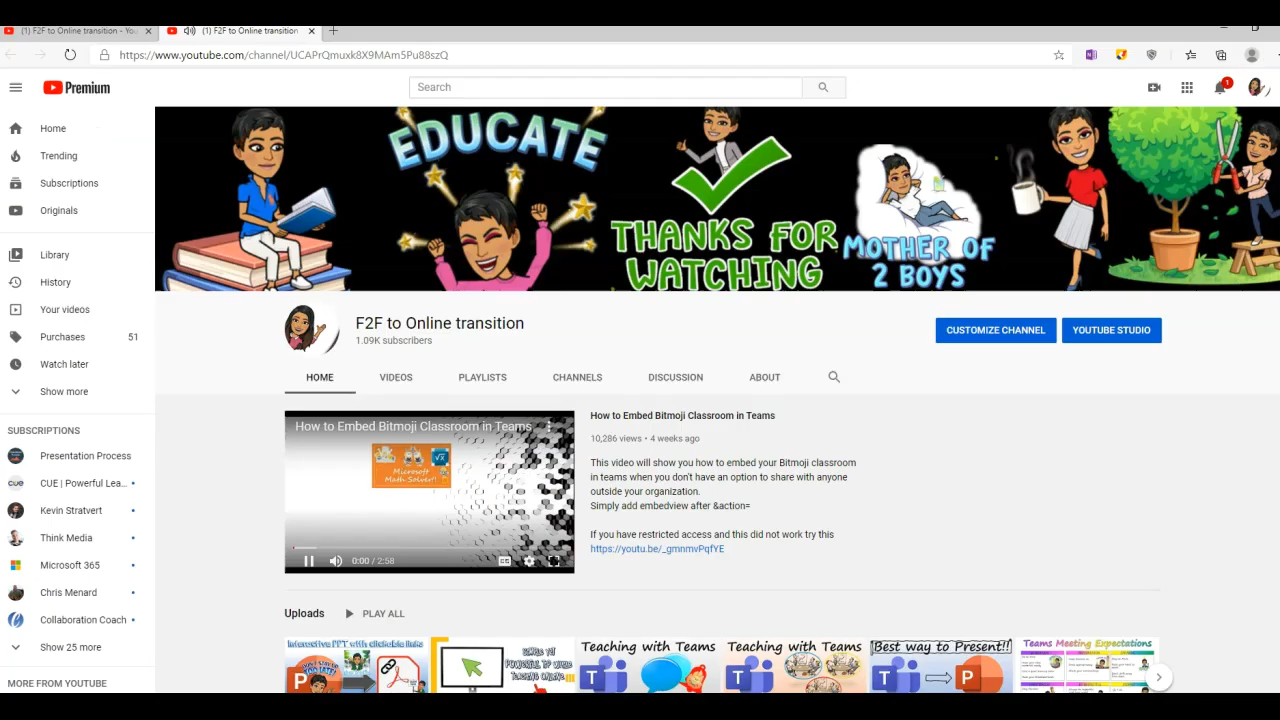 (1) F2F to Online transition - You
(1) F2F to Online transition
https://www.youtube.com/channel/UCAPrQmuxk8X9MAm5Pu88szQ
Premium
Search
1
Home
Trending
Subscriptions
Originals
Library
History
Your videos
Purchases 51
Watch later
Show more
SUBSCRIPTIONS
Presentation Process
CUE | Powerful Lea...
Kevin Stratvert
Think Media
Microsoft 365
Chris Menard
Collaboration Coach
Show 25 more
MORE FROM YOUTUBE
EDUCATE
THANKS FOR
WATCHING
MOTHER OF
2 BOYS
F2F to Online transition
1.09K subscribers
CUSTOMIZE CHANNEL
YOUTUBE STUDIO
HOME
VIDEOS
PLAYLISTS
CHANNELS
DISCUSSION
ABOUT
How to Embed Bitmoji Classroom in Teams
Microsoft
Math Solver!
0:00 / 2:58
How to Embed Bitmoji Classroom in Teams
10,286 views • 4 weeks ago
This video will show you how to embed your Bitmoji classroom
in teams when you don't have an option to share with anyone
outside your organization.
Simply add embedview after &action=
If you have restricted access and this did not work try this
https://youtu.be/_gmnmvPqfYE
Uploads
PLAY ALL
Interactive PPT with clickable links
Teaching with Teams
Teaching with Teams
Best way to Present!!
Teams Meeting Expectations